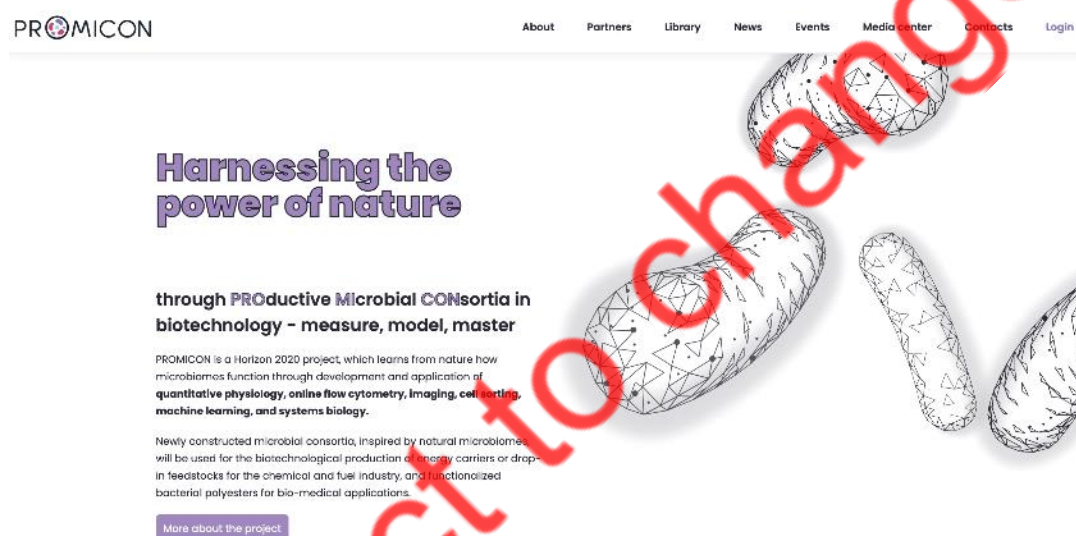 PROMICON
About Partners Library News Events Media center Contacts Login
Harnessing the
power of nature
through PROductive MIcrobial CONsortia in
biotechnology - measure, model, master
PROMICON is a Horizon 2020 project, which learns from nature how
microbiomes function through development and application of
quantitative physiology, online flow cytometry, imaging, cell sorting,
machine learning, and systems biology.
Newly constructed microbial consortia, inspired by natural microbiomes,
will be used for the biotechnological production of energy carriers or drop-
in feedstocks for the chemical and fuel industry, and functionalized
bacterial polyesters for bio-medical applications.
More about the project
ct to chang